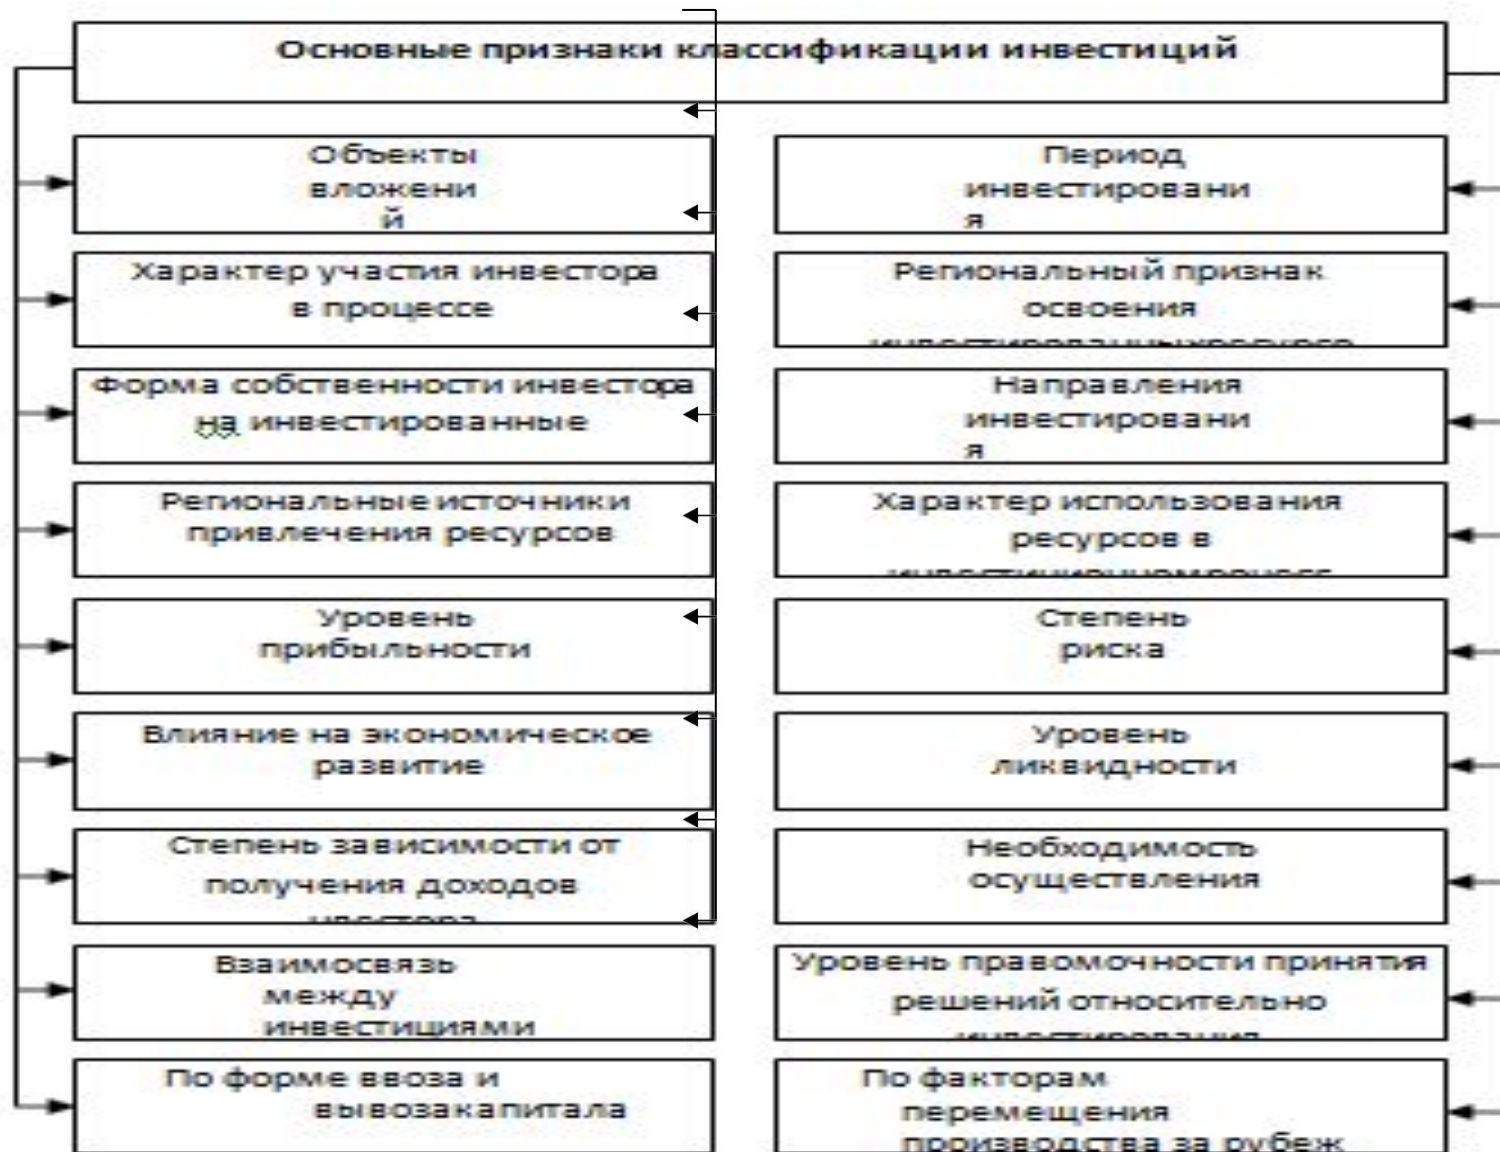 Основные признаки классификации инвестиций
Объекты
вложени
й
Характер участия инвестора
в процессе
Форма собственности инвестора
на инвестированные
Региональные источники
привлечения ресурсов
Уровень
прибыльности
Влияние на экономическое
развитие
Степень зависимости от
получения доходов
Взаимосвязь
между
инвестициями
По форме ввоза и
вывозакапитала
Период
инвестировани
я
Региональный признак
освоения
Направления
инвестировани
я
Характер использования
ресурсов в
Степень
риска
Уровень
ликвидности
Необходимость
осуществления
Уровень правомочности принятия
решений относительно
инвестирования
По факторам
перемещения
производства за рубеж